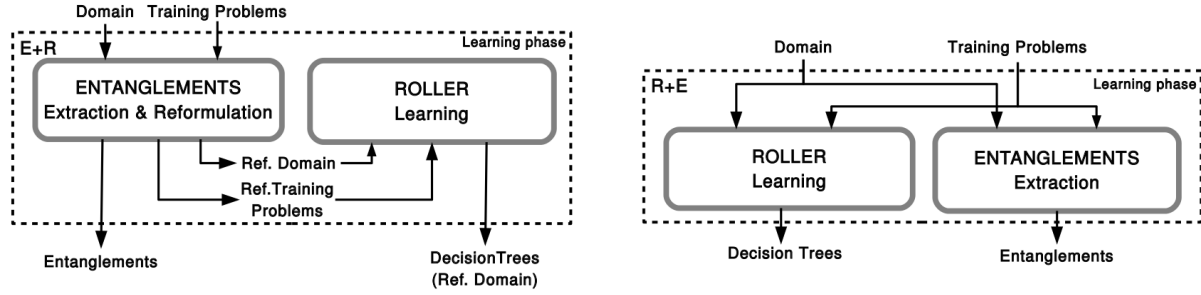 Domain Training Problems
E+R
Learning phase
ENTANGLEMENTS
Extraction & Reformulation
ROLLER
Learning
Ref. Domain
Ref.Training
Problems
Entanglements
DecisionTrees
(Ref. Domain)
Domain
Training Problems
R+E
Learning phase
ROLLER
Learning
ENTANGLEMENTS
Extraction
Decision Trees
Entanglements